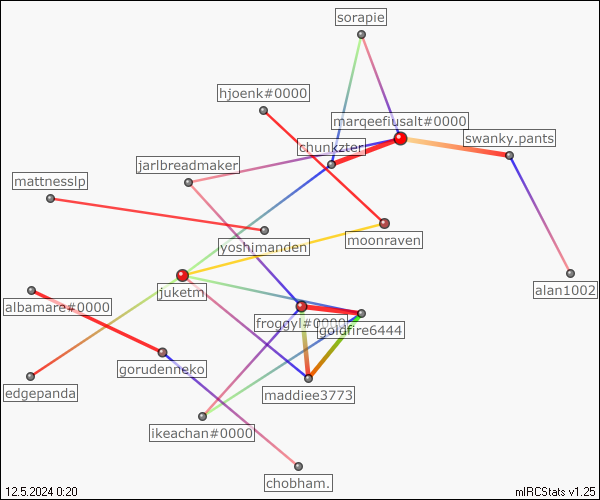 sorapie
hjoenk#0000
marqeefiusalt#0000
swanky.pants
chunkzter
jarlbreadmaker
mattnesslp
yoshimanden
moonraven
alan1002
juketm
albamare#0000
froggyl#0000
goldfire6444
gorudenneko
edgepanda
maddiee3773
ikeachan#0000
chobham.
12.5.2024 0:20
mIRCStats v1.25